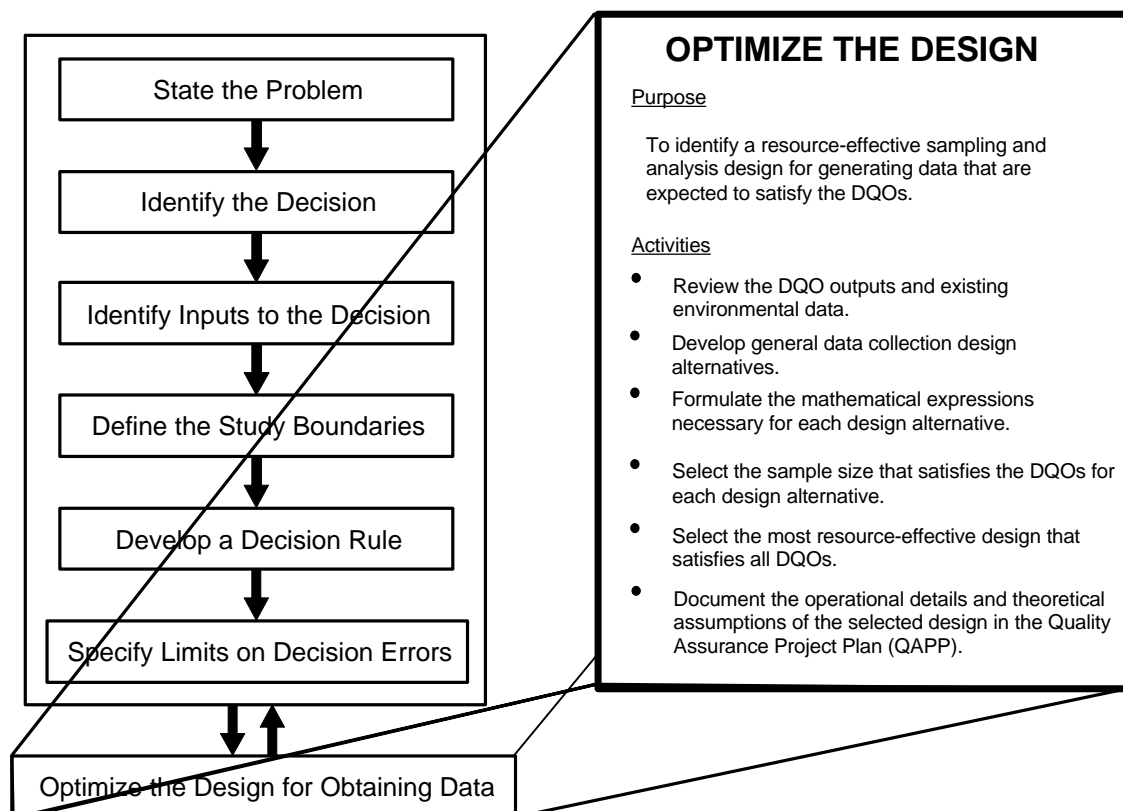 State the Problem
Identify the Decision
Identify Inputs to the Decision
Define the Study Boundaries
Develop a Decision Rule
Specify Limits on Decision Errors
Optimize the Design for Obtaining Data
OPTIMIZE THE DESIGN
Purpose
To identify a resource-effective sampling and
analysis design for generating data that are
expected to satisfy the DQOs.
Activities
• Review the DQO outputs and existing
environmental data.
• Develop general data collection design
alternatives.
• Formulate the mathematical expressions
necessary for each design alternative.
• Select the sample size that satisfies the DQOs for
each design alternative.
• Select the most resource-effective design that
satisfies all DQOs.
• Document the operational details and theoretical
assumptions of the selected design in the Quality
Assurance Project Plan (QAPP).